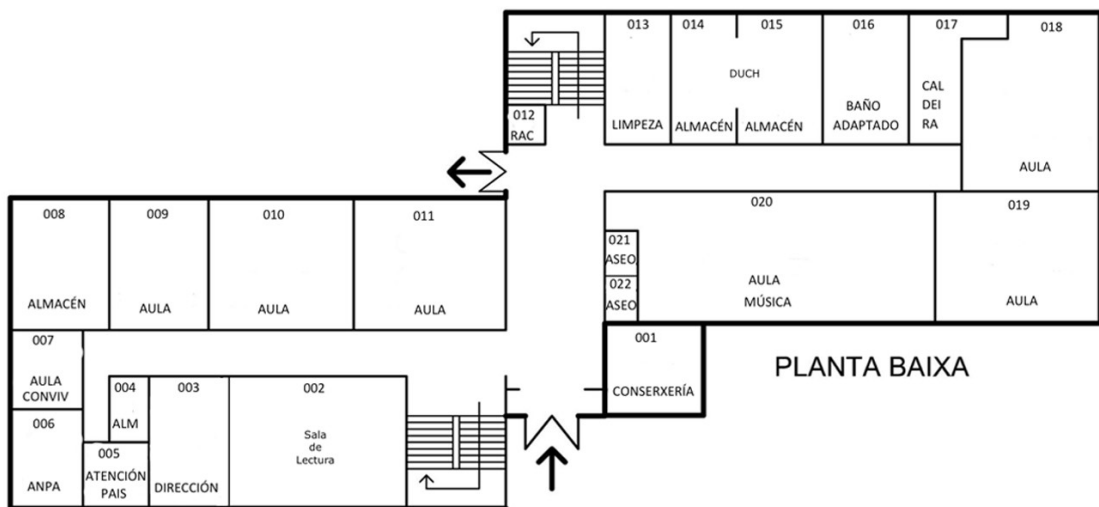 013
LIMPEZA
014
ALMACÉN
DUCH
015
ALMACÉN
016
BAÑO
ADAPTADO
017
CAL
DEI
RA
018
AULA
012
RAC
008
ALMACÉN
009
AULA
010
AULA
011
AULA
020
AULA
MÚSICA
019
AULA
021
ASEO
022
ASEO
007
AULA
CONVIV
001
CONSERXERÍA
PLANTA BAIXA
006
ANPA
004
ALM
005
ATENCIÓN
PAIS
003
DIRECCIÓN
002
Sala
de
Lectura